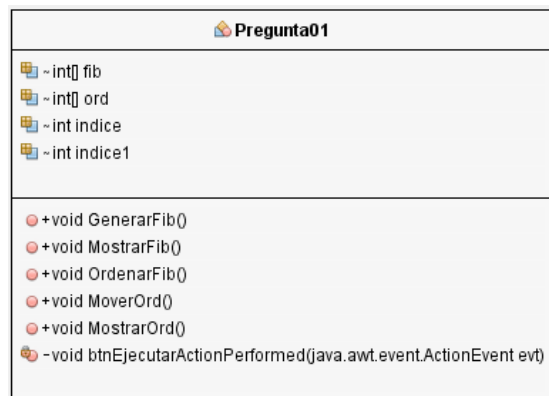 Pregunta01
~int[] fib
~int[] ord
~int indice
~int indice1
+void GenerarFib()
+void MostrarFib()
+void OrdenarFib()
+void MoverOrd()
+void MostrarOrd()
-void btnEjecutarActionPerformed(java.awt.event.ActionEvent evt)